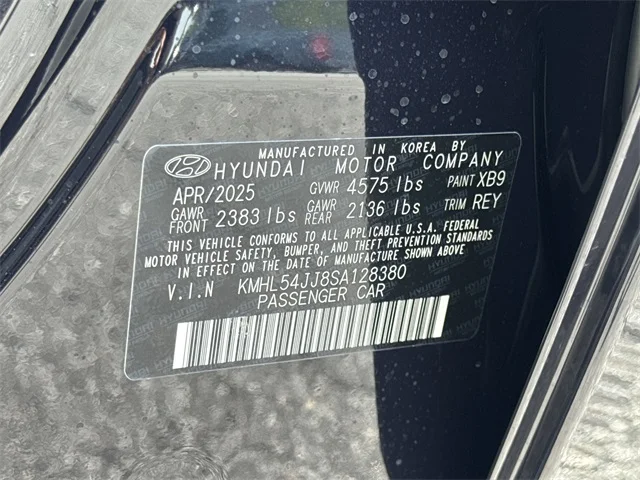 MANUFACTURED IN KOREA BY
HYUNDAI MOTOR COMPANY
APR/2025 GVWR 4575 lbs PAINT XB9
GAWR FRONT 2383 lbs GAWR REAR 2136 lbs TRIM REY
THIS VEHICLE CONFORMS TO ALL APPLICABLE U.S.A. FEDERAL
MOTOR VEHICLE SAFETY, BUMPER, AND THEFT PREVENTION STANDARDS
IN EFFECT ON THE DATE OF MANUFACTURE SHOWN ABOVE
V.I.N KMHL54JJ8SA128380
PASSENGER CAR